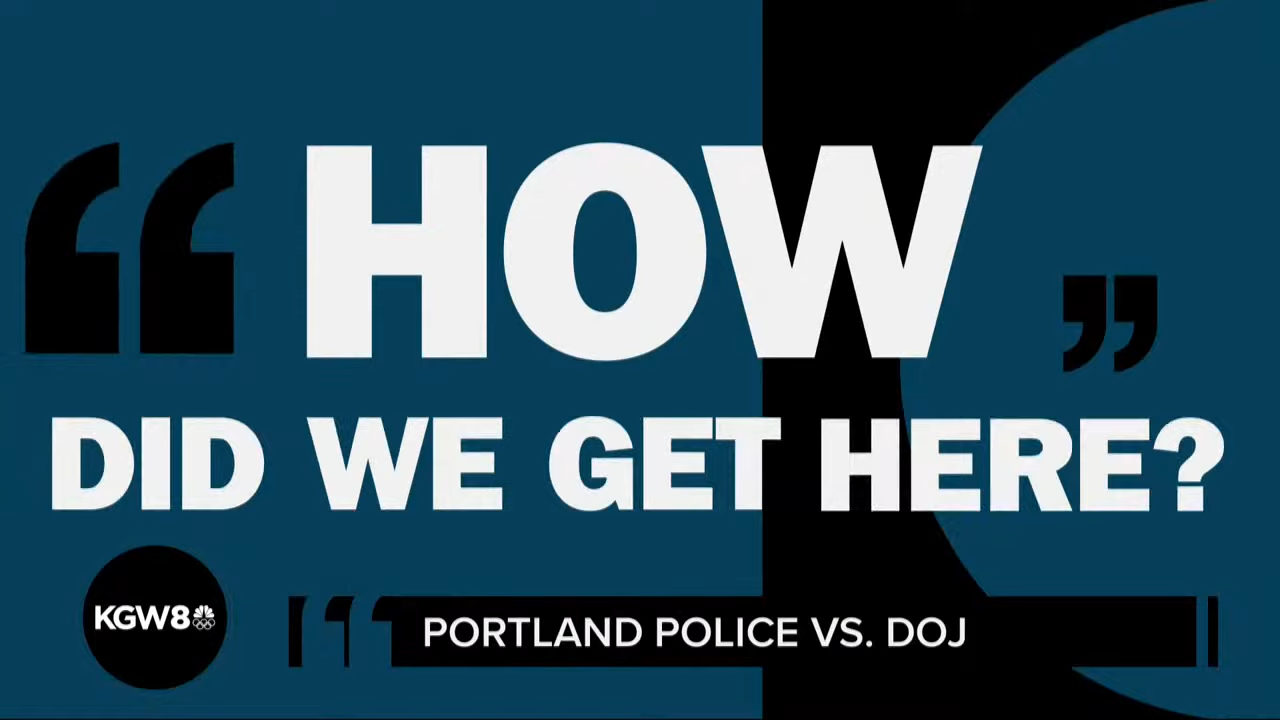 “HOW”
DID WE GET HERE?
KGW8
PORTLAND POLICE VS. DOJ